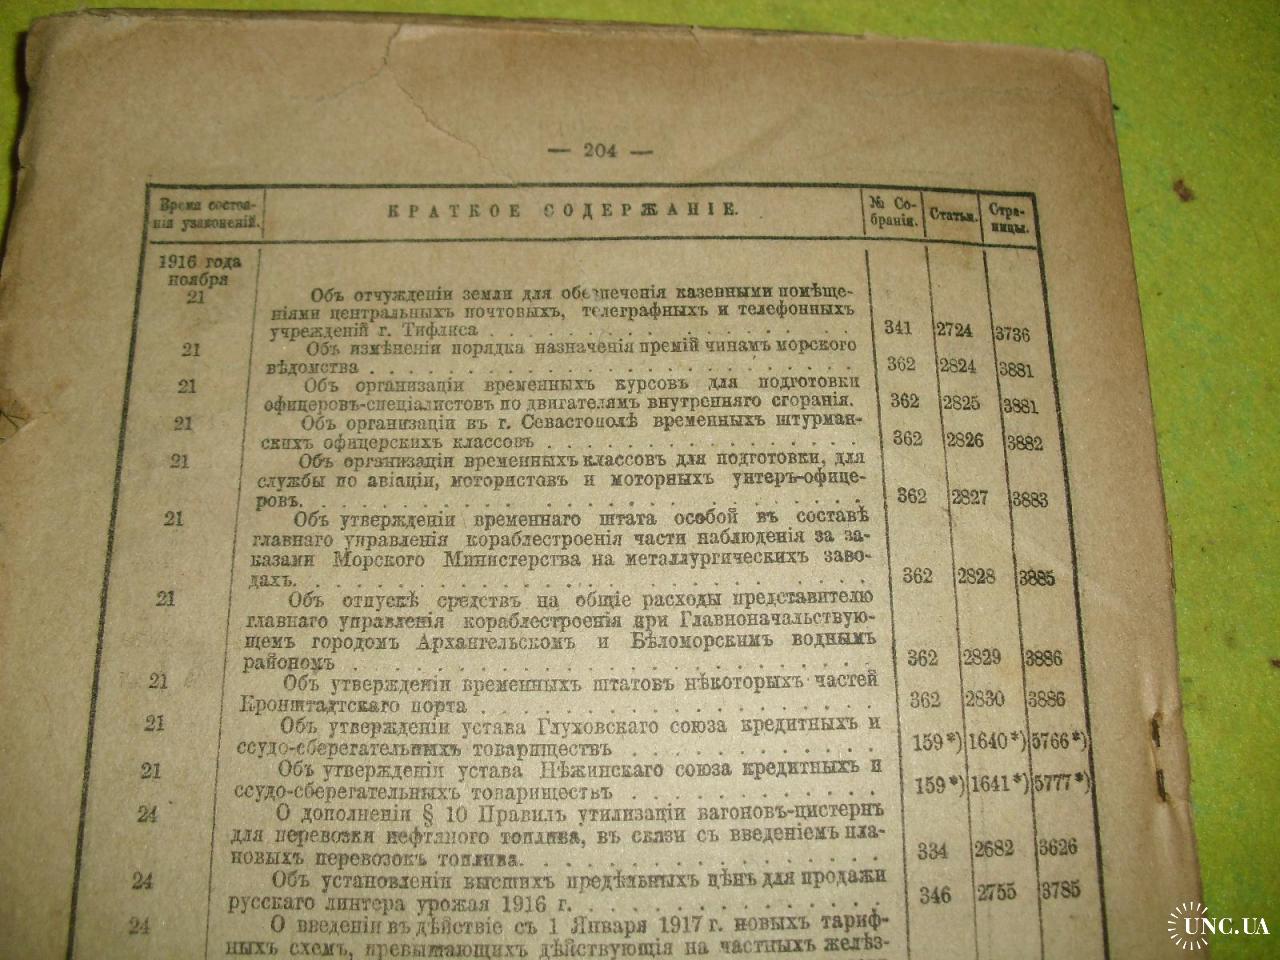 — 204 —
Время состоя-
нія узаконеній.
КРАТКОЕ СОДЕРЖАНІЕ.
№ Со-
бранія.
Статьи.
Стра-
ницы.
1916 года
ноября
21 Объ отчужденіи земли для обезпеченія казенными помѣще-
ніями центральныхъ почтовыхъ, телеграфныхъ и телефонныхъ
учрежденій г. Тифлиса . . . . . . . . . . . . . . . . 341 2724 3736
21 Объ измѣненіи порядка назначенія премій чинамъ морского
вѣдомства . . . . . . . . . . . . . . . . . . . . . . 362 2824 3881
21 Объ организаціи временныхъ курсовъ для подготовки
офицеровъ-спеціалистовъ по двигателямъ внутренняго сгоранія. 362 2825 3881
21 Объ организаціи въ г. Севастополѣ временныхъ штурман-
скихъ офицерскихъ классовъ . . . . . . . . . . . . . . 362 2826 3882
21 Объ организаціи временныхъ классовъ для подготовки, для
службы по авіаціи, мотористовъ и моторныхъ унтеръ-офице-
ровъ. . . . . . . . . . . . . . . . . . . . . . . . . 362 2827 3883
21 Объ утвержденіи временнаго штата особой въ составѣ
главнаго управленія кораблестроенія части наблюденія за за-
казами Морского Министерства на металлургическихъ заво-
дахъ. . . . . . . . . . . . . . . . . . . . . . . . . 362 2828 3885
21 Объ отпускѣ средствъ на общіе расходы представителю
главнаго управленія кораблестроенія при Главноначальствую-
щемъ городомъ Архангельскомъ и Бѣломорскимъ воднымъ
райономъ . . . . . . . . . . . . . . . . . . . . . . . 362 2829 3886
21 Объ утвержденіи временныхъ штатовъ нѣкоторыхъ частей
Кронштадтскаго порта . . . . . . . . . . . . . . . . . 362 2830 3886
21 Объ утвержденіи устава Глуховскаго союза кредитныхъ и
ссудо-сберегательныхъ товариществъ . . . . . . . . . . 159*) 1640*) 5766*)
21 Объ утвержденіи устава Нѣжинскаго союза кредитныхъ и
ссудо-сберегательныхъ товариществъ . . . . . . . . . . 159*) 1641*) 5777*)
24 О дополненіи § 10 Правилъ утилизаціи вагоновъ-цистернъ
для перевозки нефтяного топлива, въ связи съ введеніемъ пла-
новыхъ перевозокъ топлива. . . . . . . . . . . . . . . 334 2682 3626
24 Объ установленіи высшихъ предѣльныхъ цѣнъ для продажи
русскаго линтера урожая 1916 г. . . . . . . . . . . . . 346 2755 3785
24 О введеніи въ дѣйствіе съ 1 Января 1917 г. новыхъ тариф-
ныхъ схемъ, превышающихъ дѣйствующія на частныхъ желѣз-
UNC.UA